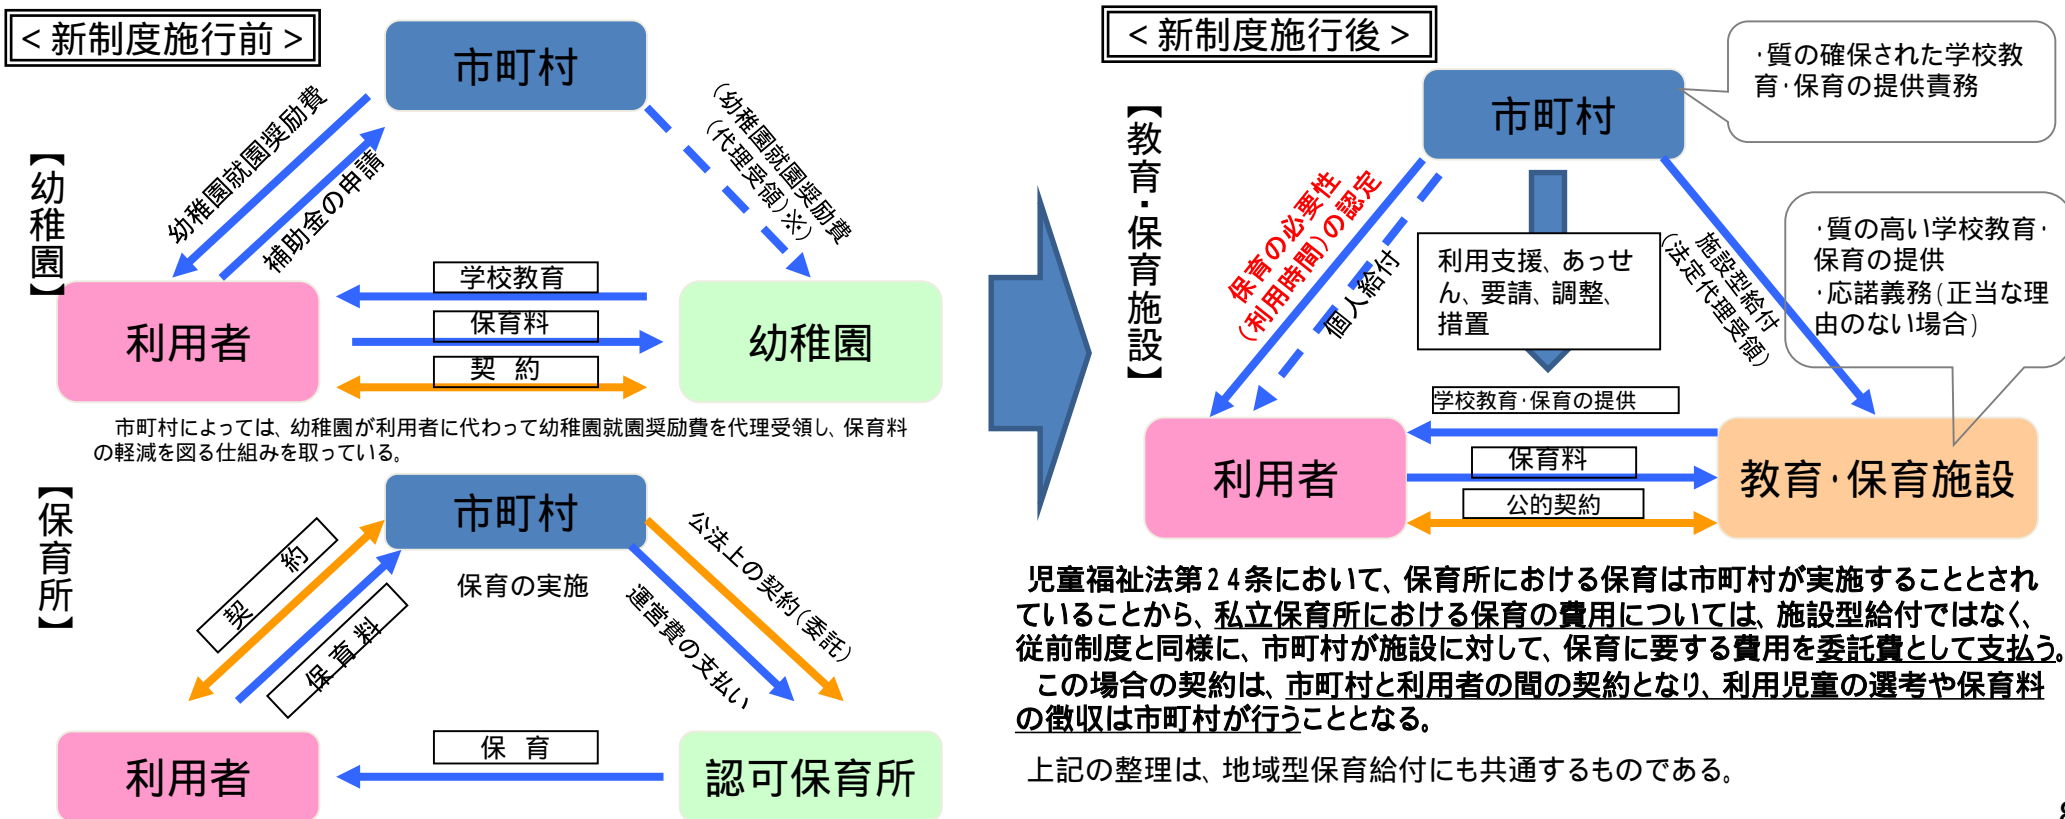 <新制度施行前>
【幼稚園】
市町村
幼稚園就園奨励費
補助金の申請
(幼稚園就園奨励費
(代理受領)※)
学校教育
保育料
契 約
利用者
幼稚園
市町村によっては、幼稚園が利用者に代わって幼稚園就園奨励費を代理受領し、保育料
の軽減を図る仕組みを取っている。
【保育所】
市町村
保育の実施
契 約
保育料
公法上の契約(委託)
運営費の支払い
保 育
利用者
認可保育所
<新制度施行後>
【教育・保育施設】
市町村
・質の確保された学校教
育・保育の提供責務
保育の必要性
(利用時間)の認定
個人給付
利用支援、あっせ
ん、要請、調整、
措置
施設型給付
(法定代理受領)
・質の高い学校教育・
保育の提供
・応諾義務(正当な理
由のない場合)
学校教育・保育の提供
保育料
公的契約
利用者
教育・保育施設
児童福祉法第24条において、保育所における保育は市町村が実施することとされ
ていることから、私立保育所における保育の費用については、施設型給付ではなく、
従前制度と同様に、市町村が施設に対して、保育に要する費用を委託費として支払う。
この場合の契約は、市町村と利用者の間の契約となり、利用児童の選考や保育料
の徴収は市町村が行うこととなる。
上記の整理は、地域型保育給付にも共通するものである。